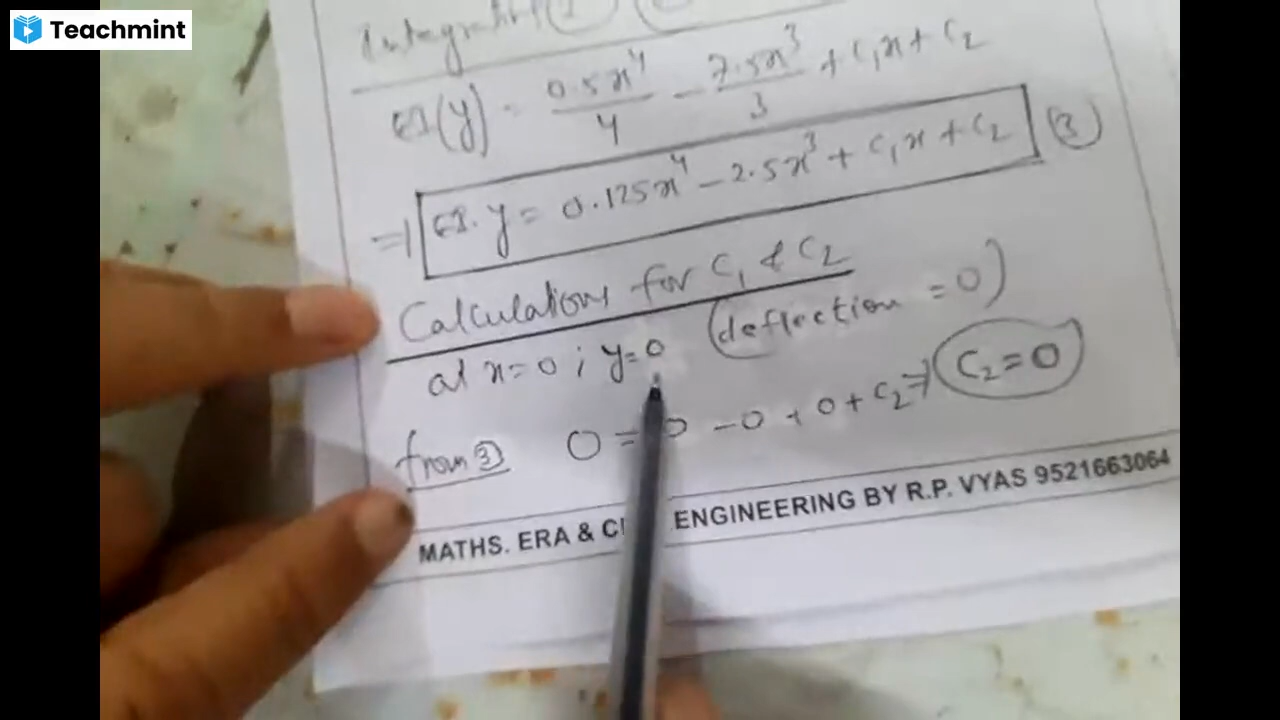 Teachmint
EI(y) = 0.5x⁴/4 - 7.5x³/3 + C₁x + C₂
⇒ EI.y = 0.125x⁴ - 2.5x³ + C₁x + C₂ (3)
Calculations for C₁ & C₂
at x=0 ; y=0 (deflection = 0)
from (3) 0 = 0 - 0 + 0 + C₂ ⇒ C₂ = 0
MATHS. ERA & ENGINEERING BY R.P. VYAS 9521663064